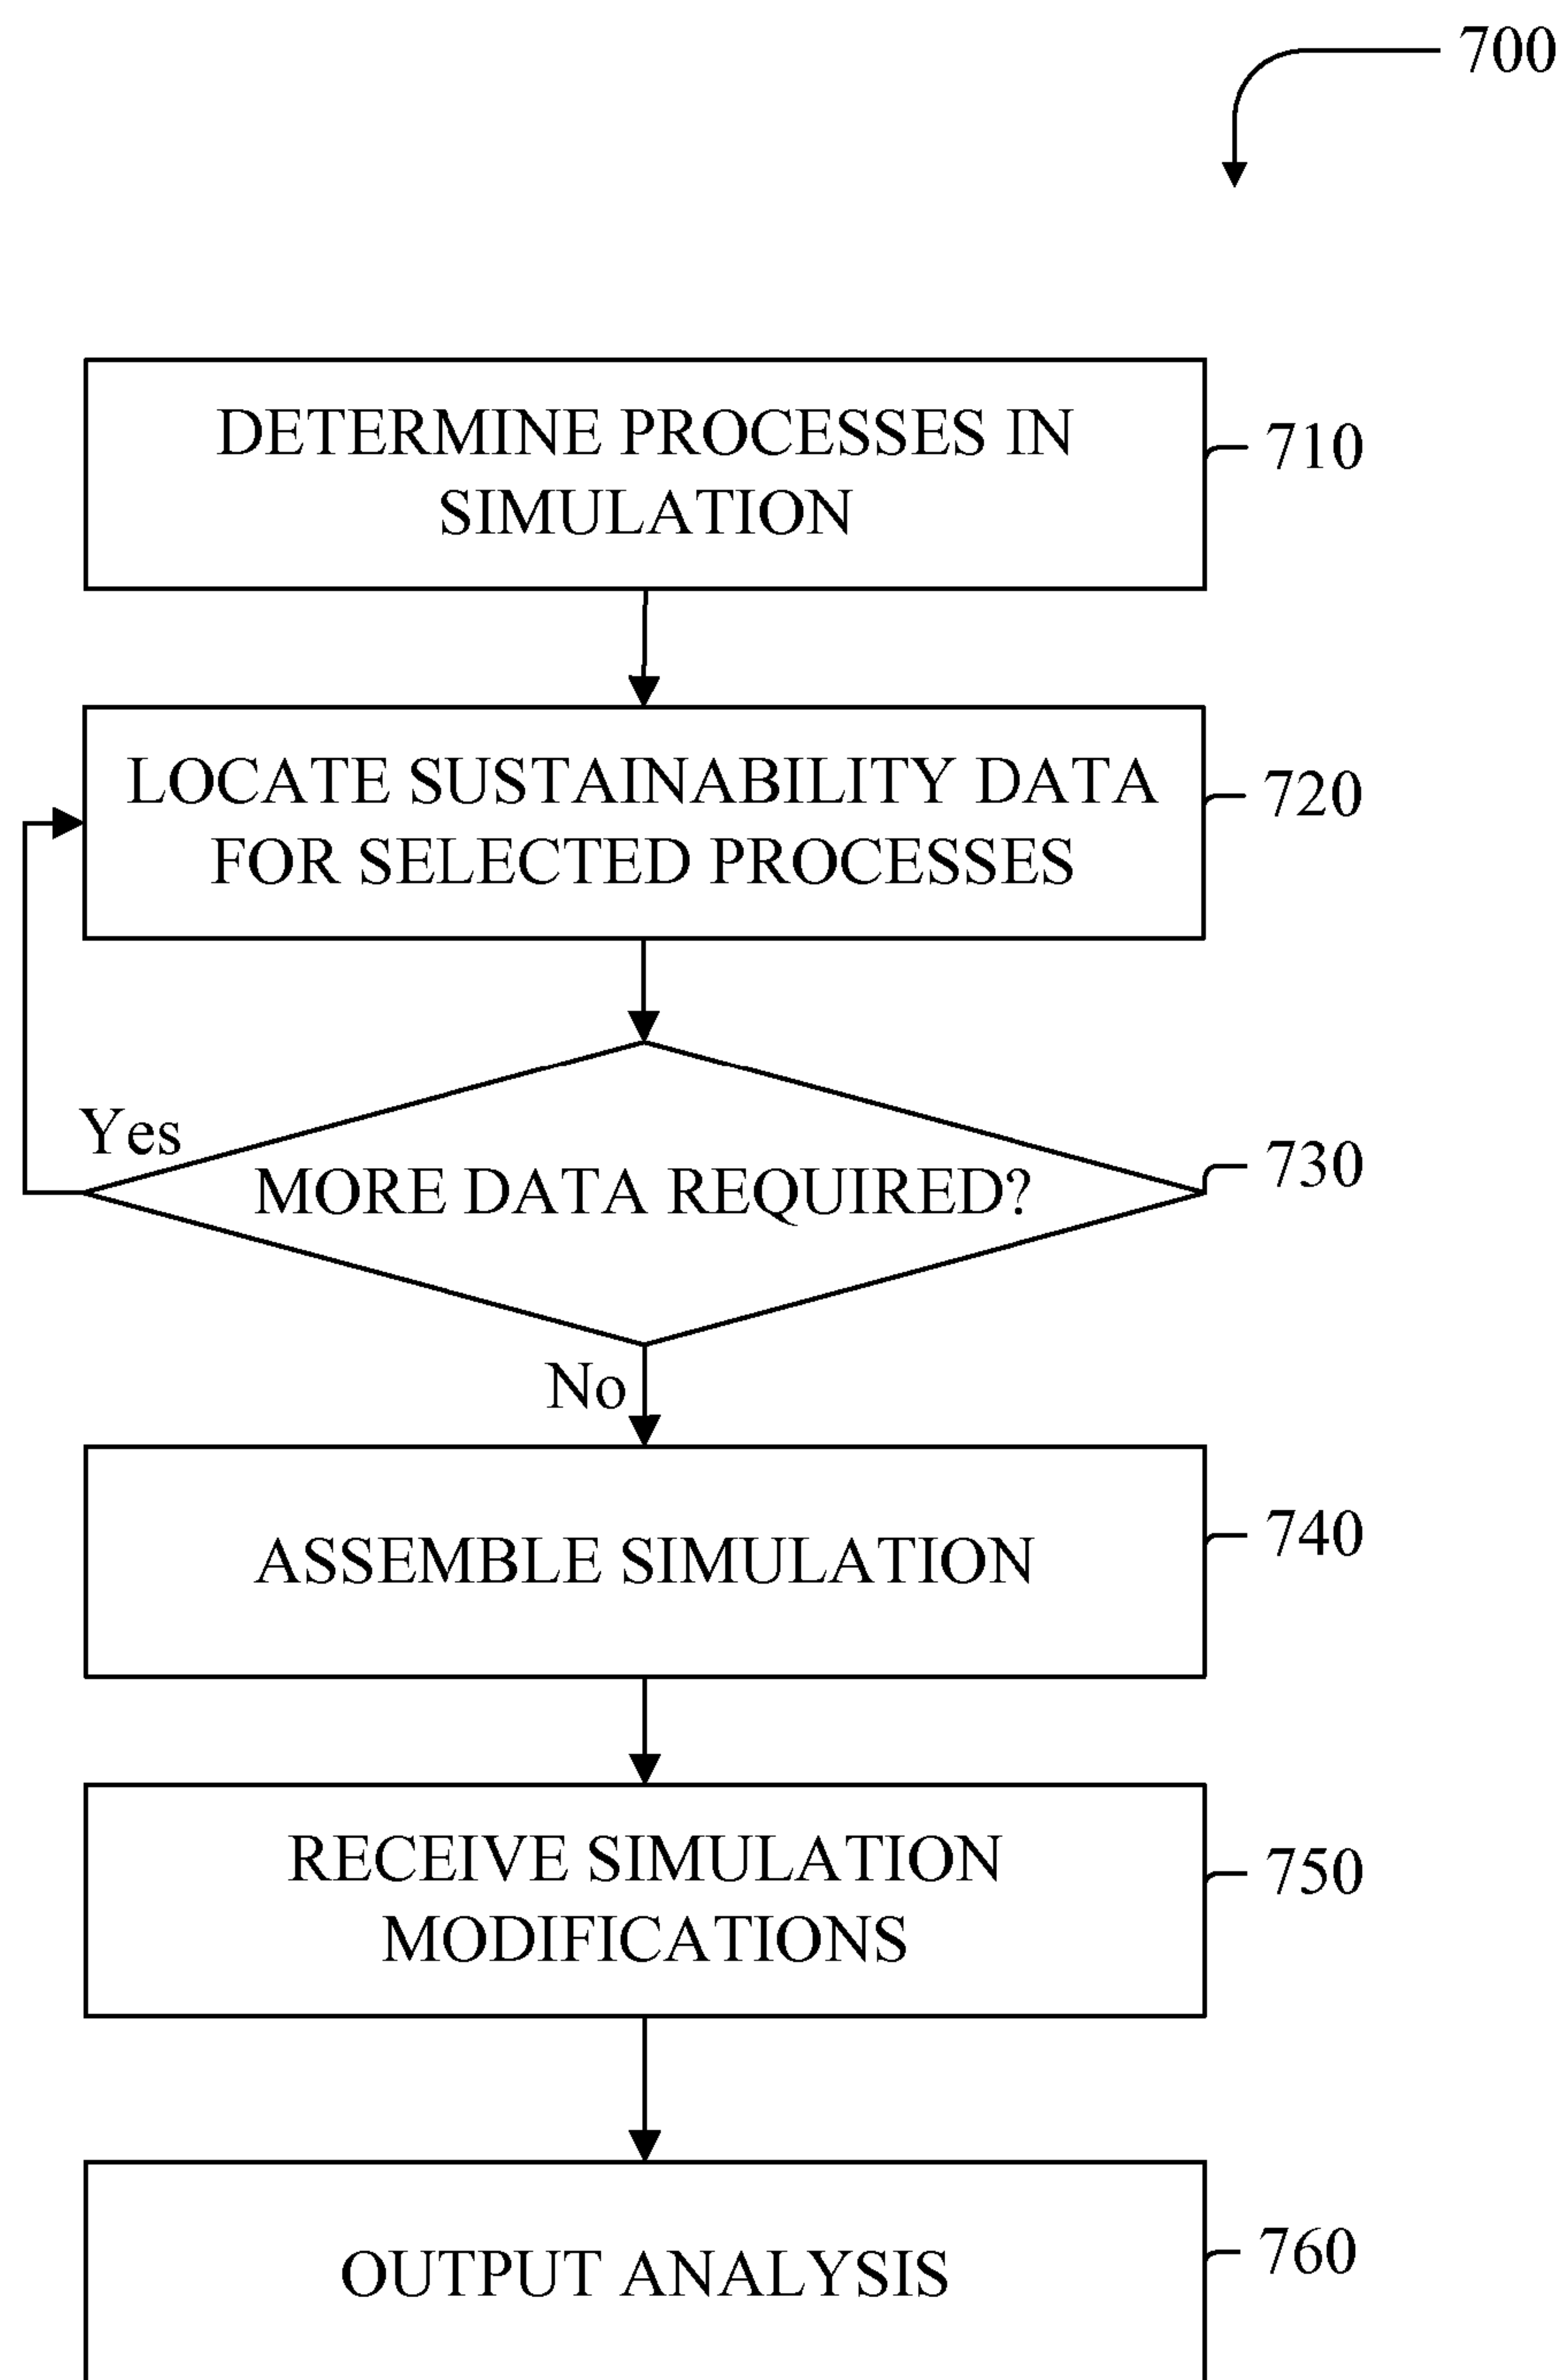 700
DETERMINE PROCESSES IN
SIMULATION
710
LOCATE SUSTAINABILITY DATA
FOR SELECTED PROCESSES
720
Yes
MORE DATA REQUIRED?
730
No
ASSEMBLE SIMULATION
740
RECEIVE SIMULATION
MODIFICATIONS
750
OUTPUT ANALYSIS
760